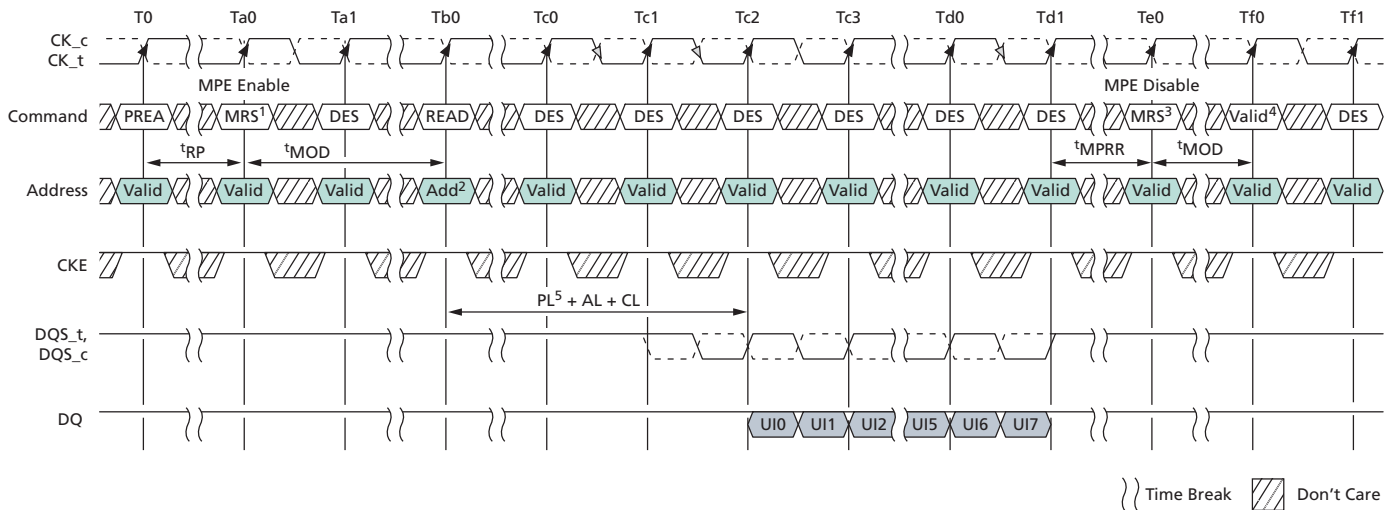 T0 Ta0 Ta1 Tb0 Tc0 Tc1 Tc2 Tc3 Td0 Td1 Te0 Tf0 Tf1
CK_c
CK_t
MPE Enable MPE Disable
Command PREA MRS¹ DES READ DES DES DES DES DES DES MRS³ Valid⁴ DES
tRP tMOD tMPRR tMOD
Address Valid Valid Valid Add² Valid Valid Valid Valid Valid Valid Valid Valid Valid
CKE
PL⁵ + AL + CL
DQS_t,
DQS_c
DQ UI0 UI1 UI2 UI5 UI6 UI7
Time Break Don't Care